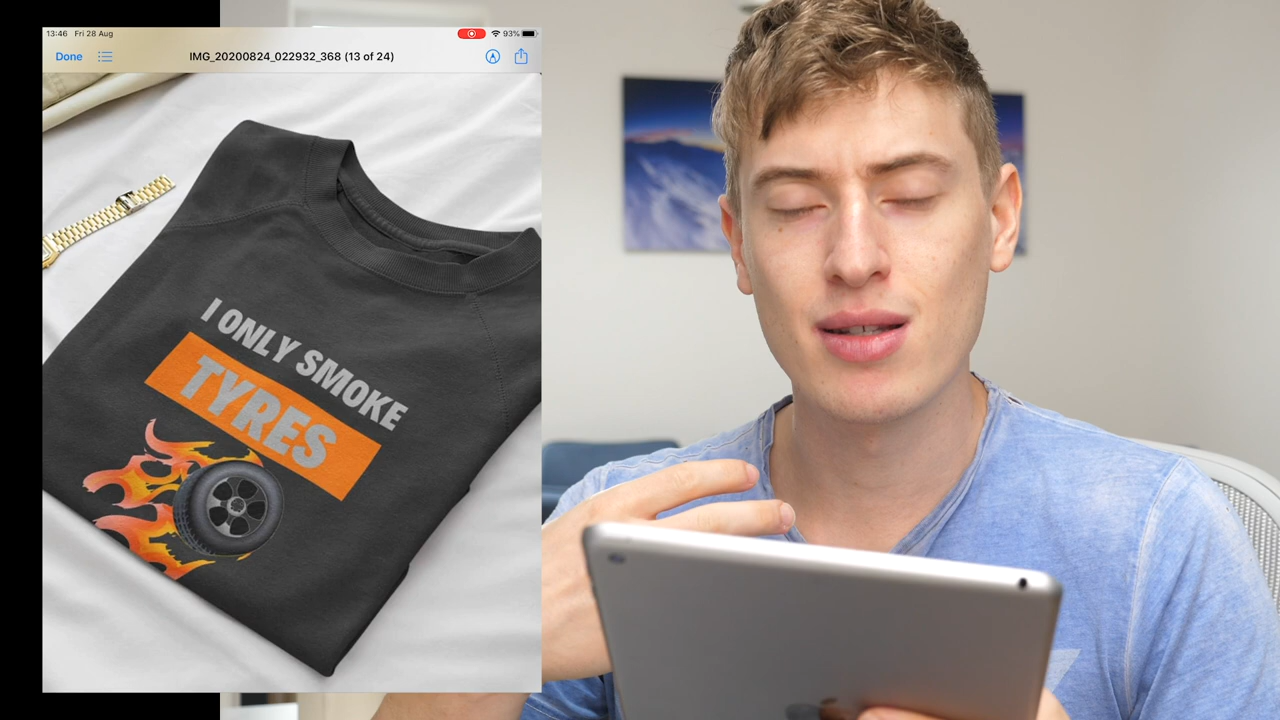 13:46 Fri 28 Aug
93%
Done
IMG_20200824_022932_368 (13 of 24)
I ONLY SMOKE
TYRES